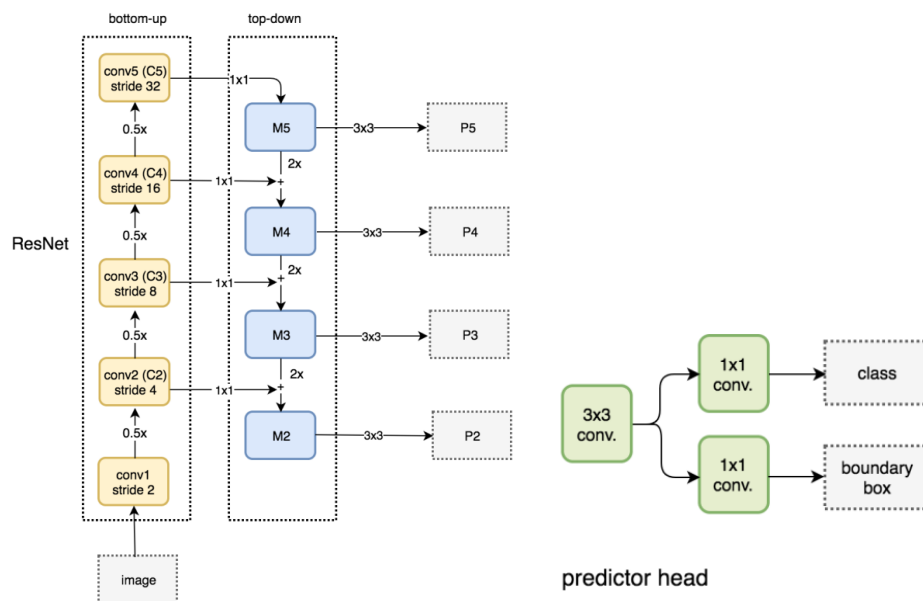 bottom-up
top-down
conv5 (C5)
stride 32
1x1
M5
3x3
P5
0.5x
2x
conv4 (C4)
stride 16
1x1
+
M4
3x3
P4
ResNet
0.5x
2x
conv3 (C3)
stride 8
1x1
+
M3
3x3
P3
0.5x
2x
conv2 (C2)
stride 4
1x1
+
M2
3x3
P2
0.5x
conv1
stride 2
image
3x3
conv.
1x1
conv.
class
1x1
conv.
boundary
box
predictor head